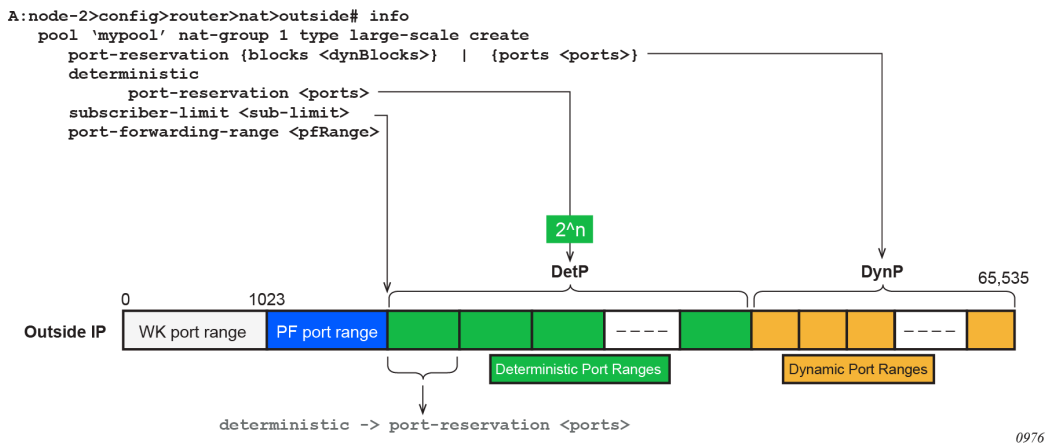 A:node-2>config>router>nat>outside# info
pool ‘mypool’ nat-group 1 type large-scale create
port-reservation {blocks <dynBlocks>} | {ports <ports>}
deterministic
port-reservation <ports>
subscriber-limit <sub-limit>
port-forwarding-range <pfRange>
2^n
DetP
DynP
65,535
0
1023
Outside IP
WK port range
PF port range
Deterministic Port Ranges
Dynamic Port Ranges
deterministic -> port-reservation <ports>
0976